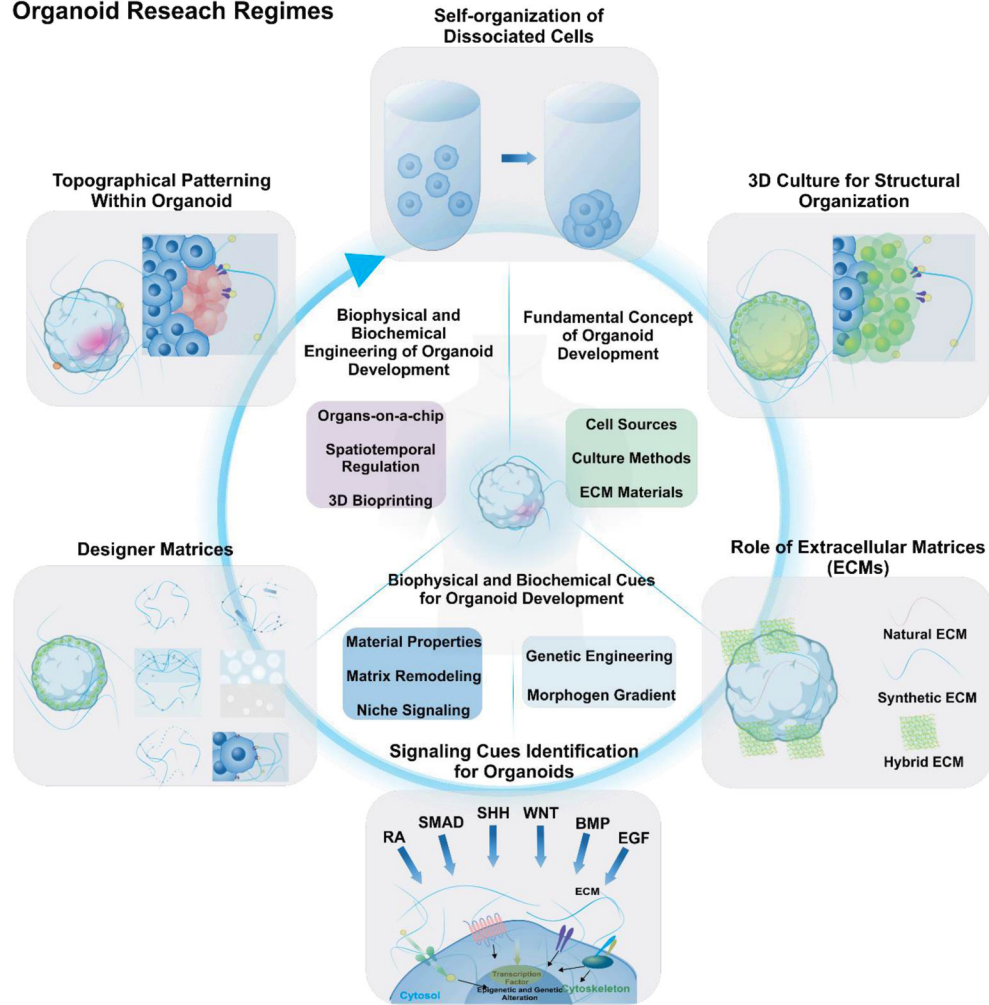 Organoid Reseach Regimes
Self-organization of
Dissociated Cells
Topographical Patterning
Within Organoid
3D Culture for Structural
Organization
Biophysical and
Biochemical
Engineering of Organoid
Development
Fundamental Concept
of Organoid
Development
Organs-on-a-chip
Spatiotemporal
Regulation
3D Bioprinting
Cell Sources
Culture Methods
ECM Materials
Designer Matrices
Role of Extracellular Matrices
(ECMs)
Biophysical and Biochemical Cues
for Organoid Development
Material Properties
Matrix Remodeling
Niche Signaling
Genetic Engineering
Morphogen Gradient
Natural ECM
Synthetic ECM
Hybrid ECM
Signaling Cues Identification
for Organoids
RA
SMAD
SHH
WNT
BMP
EGF
ECM
Transcription
Factor
Epigenetic and Genetic
Alteration
Cytoskeleton
Cytosol